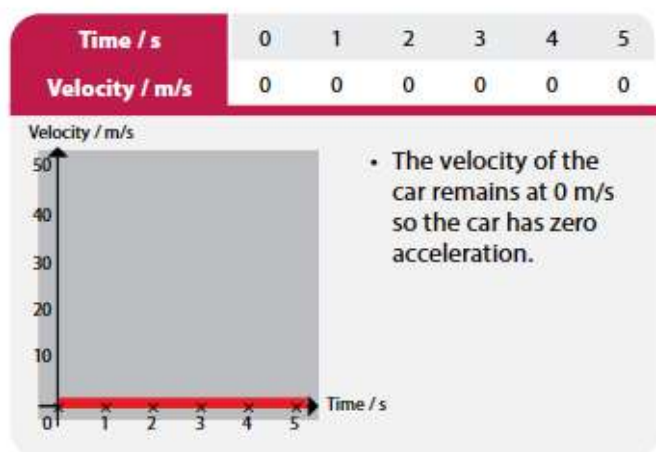 Time / s 0 1 2 3 4 5
Velocity / m/s 0 0 0 0 0 0
Velocity / m/s
50
40
30
20
10
0 1 2 3 4 5
Time / s
• The velocity of the
car remains at 0 m/s
so the car has zero
acceleration.